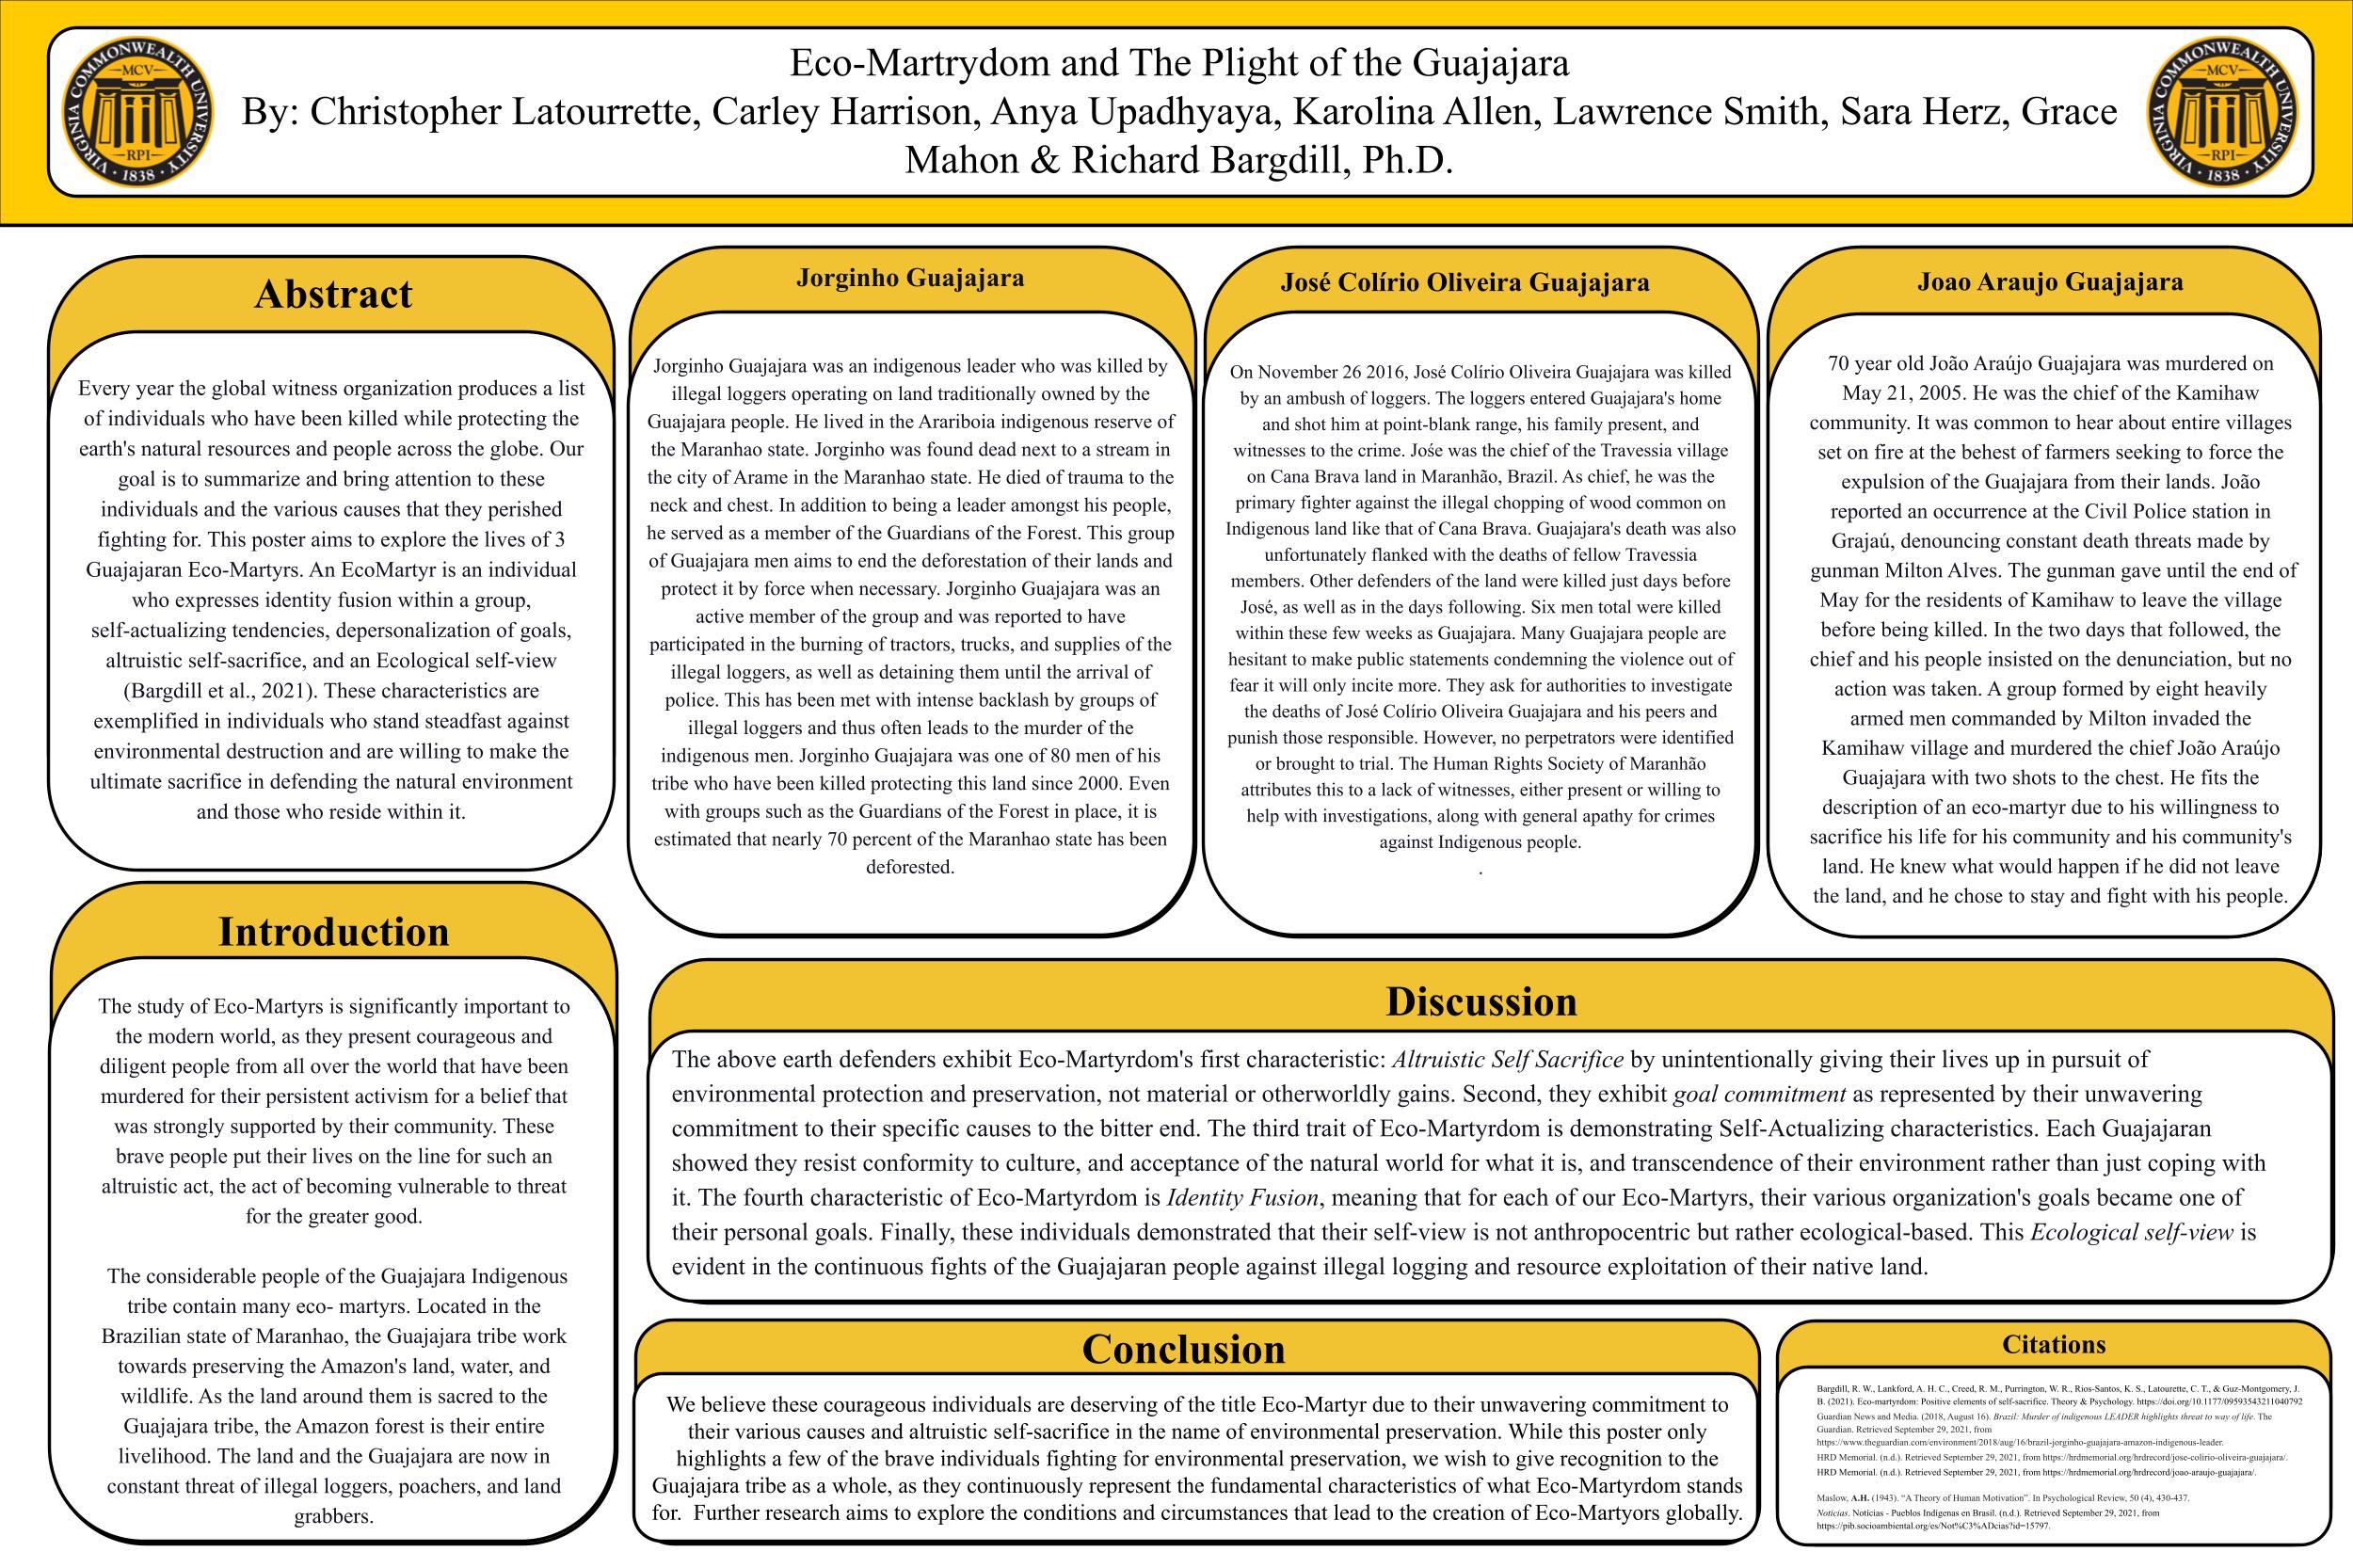 Eco-Martrydom and The Plight of the Guajajara
By: Christopher Latourrette, Carley Harrison, Anya Upadhyaya, Karolina Allen, Lawrence Smith, Sara Herz, Grace
Mahon & Richard Bargdill, Ph.D.
VIRGINIA COMMONWEALTH UNIVERSITY
MCV
RPI
· 1838 ·
VIRGINIA COMMONWEALTH UNIVERSITY
MCV
RPI
· 1838 ·
Abstract
Every year the global witness organization produces a list
of individuals who have been killed while protecting the
earth's natural resources and people across the globe. Our
goal is to summarize and bring attention to these
individuals and the various causes that they perished
fighting for. This poster aims to explore the lives of 3
Guajajaran Eco-Martyrs. An EcoMartyr is an individual
who expresses identity fusion within a group,
self-actualizing tendencies, depersonalization of goals,
altruistic self-sacrifice, and an Ecological self-view
(Bargdill et al., 2021). These characteristics are
exemplified in individuals who stand steadfast against
environmental destruction and are willing to make the
ultimate sacrifice in defending the natural environment
and those who reside within it.
Introduction
The study of Eco-Martyrs is significantly important to
the modern world, as they present courageous and
diligent people from all over the world that have been
murdered for their persistent activism for a belief that
was strongly supported by their community. These
brave people put their lives on the line for such an
altruistic act, the act of becoming vulnerable to threat
for the greater good.
The considerable people of the Guajajara Indigenous
tribe contain many eco- martyrs. Located in the
Brazilian state of Maranhao, the Guajajara tribe work
towards preserving the Amazon's land, water, and
wildlife. As the land around them is sacred to the
Guajajara tribe, the Amazon forest is their entire
livelihood. The land and the Guajajara are now in
constant threat of illegal loggers, poachers, and land
grabbers.
Jorginho Guajajara
Jorginho Guajajara was an indigenous leader who was killed by
illegal loggers operating on land traditionally owned by the
Guajajara people. He lived in the Arariboia indigenous reserve of
the Maranhao state. Jorginho was found dead next to a stream in
the city of Arame in the Maranhao state. He died of trauma to the
neck and chest. In addition to being a leader amongst his people,
he served as a member of the Guardians of the Forest. This group
of Guajajara men aims to end the deforestation of their lands and
protect it by force when necessary. Jorginho Guajajara was an
active member of the group and was reported to have
participated in the burning of tractors, trucks, and supplies of the
illegal loggers, as well as detaining them until the arrival of
police. This has been met with intense backlash by groups of
illegal loggers and thus often leads to the murder of the
indigenous men. Jorginho Guajajara was one of 80 men of his
tribe who have been killed protecting this land since 2000. Even
with groups such as the Guardians of the Forest in place, it is
estimated that nearly 70 percent of the Maranhao state has been
deforested.
José Colírio Oliveira Guajajara
On November 26 2016, José Colírio Oliveira Guajajara was killed
by an ambush of loggers. The loggers entered Guajajara's home
and shot him at point-blank range, his family present, and
witnesses to the crime. Jośe was the chief of the Travessia village
on Cana Brava land in Maranhão, Brazil. As chief, he was the
primary fighter against the illegal chopping of wood common on
Indigenous land like that of Cana Brava. Guajajara's death was also
unfortunately flanked with the deaths of fellow Travessia
members. Other defenders of the land were killed just days before
José, as well as in the days following. Six men total were killed
within these few weeks as Guajajara. Many Guajajara people are
hesitant to make public statements condemning the violence out of
fear it will only incite more. They ask for authorities to investigate
the deaths of José Colírio Oliveira Guajajara and his peers and
punish those responsible. However, no perpetrators were identified
or brought to trial. The Human Rights Society of Maranhão
attributes this to a lack of witnesses, either present or willing to
help with investigations, along with general apathy for crimes
against Indigenous people.
.
Joao Araujo Guajajara
70 year old João Araújo Guajajara was murdered on
May 21, 2005. He was the chief of the Kamihaw
community. It was common to hear about entire villages
set on fire at the behest of farmers seeking to force the
expulsion of the Guajajara from their lands. João
reported an occurrence at the Civil Police station in
Grajaú, denouncing constant death threats made by
gunman Milton Alves. The gunman gave until the end of
May for the residents of Kamihaw to leave the village
before being killed. In the two days that followed, the
chief and his people insisted on the denunciation, but no
action was taken. A group formed by eight heavily
armed men commanded by Milton invaded the
Kamihaw village and murdered the chief João Araújo
Guajajara with two shots to the chest. He fits the
description of an eco-martyr due to his willingness to
sacrifice his life for his community and his community's
land. He knew what would happen if he did not leave
the land, and he chose to stay and fight with his people.
Discussion
The above earth defenders exhibit Eco-Martyrdom's first characteristic: Altruistic Self Sacrifice by unintentionally giving their lives up in pursuit of
environmental protection and preservation, not material or otherworldly gains. Second, they exhibit goal commitment as represented by their unwavering
commitment to their specific causes to the bitter end. The third trait of Eco-Martyrdom is demonstrating Self-Actualizing characteristics. Each Guajajaran
showed they resist conformity to culture, and acceptance of the natural world for what it is, and transcendence of their environment rather than just coping with
it. The fourth characteristic of Eco-Martyrdom is Identity Fusion, meaning that for each of our Eco-Martyrs, their various organization's goals became one of
their personal goals. Finally, these individuals demonstrated that their self-view is not anthropocentric but rather ecological-based. This Ecological self-view is
evident in the continuous fights of the Guajajaran people against illegal logging and resource exploitation of their native land.
Conclusion
We believe these courageous individuals are deserving of the title Eco-Martyr due to their unwavering commitment to
their various causes and altruistic self-sacrifice in the name of environmental preservation. While this poster only
highlights a few of the brave individuals fighting for environmental preservation, we wish to give recognition to the
Guajajara tribe as a whole, as they continuously represent the fundamental characteristics of what Eco-Martyrdom stands
for. Further research aims to explore the conditions and circumstances that lead to the creation of Eco-Martyors globally.
Citations
Bargdill, R. W., Lankford, A. H. C., Creed, R. M., Purrington, W. R., Rios-Santos, K. S., Latourette, C. T., & Guz-Montgomery, J.
B. (2021). Eco-martyrdom: Positive elements of self-sacrifice. Theory & Psychology. https://doi.org/10.1177/09593543211040792
Guardian News and Media. (2018, August 16). Brazil: Murder of indigenous LEADER highlights threat to way of life. The
Guardian. Retrieved September 29, 2021, from
https://www.theguardian.com/environment/2018/aug/16/brazil-jorginho-guajajara-amazon-indigenous-leader.
HRD Memorial. (n.d.). Retrieved September 29, 2021, from https://hrdmemorial.org/hrdrecord/jose-colirio-oliveira-guajajara/.
HRD Memorial. (n.d.). Retrieved September 29, 2021, from https://hrdmemorial.org/hrdrecord/joao-araujo-guajajara/.
Maslow, A.H. (1943). “A Theory of Human Motivation”. In Psychological Review, 50 (4), 430-437.
Noticias. Noticias - Pueblos Indígenas en Brasil. (n.d.). Retrieved September 29, 2021, from
https://pib.socioambiental.org/es/Not%C3%ADcias?id=15797.